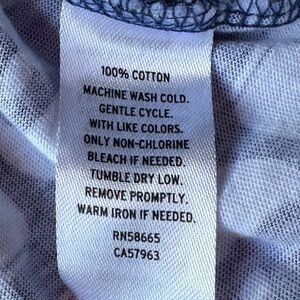 100% COTTON
MACHINE WASH COLD.
GENTLE CYCLE.
WITH LIKE COLORS.
ONLY NON-CHLORINE
BLEACH IF NEEDED.
TUMBLE DRY LOW.
REMOVE PROMPTLY.
WARM IRON IF NEEDED.
RN58665
CA57963